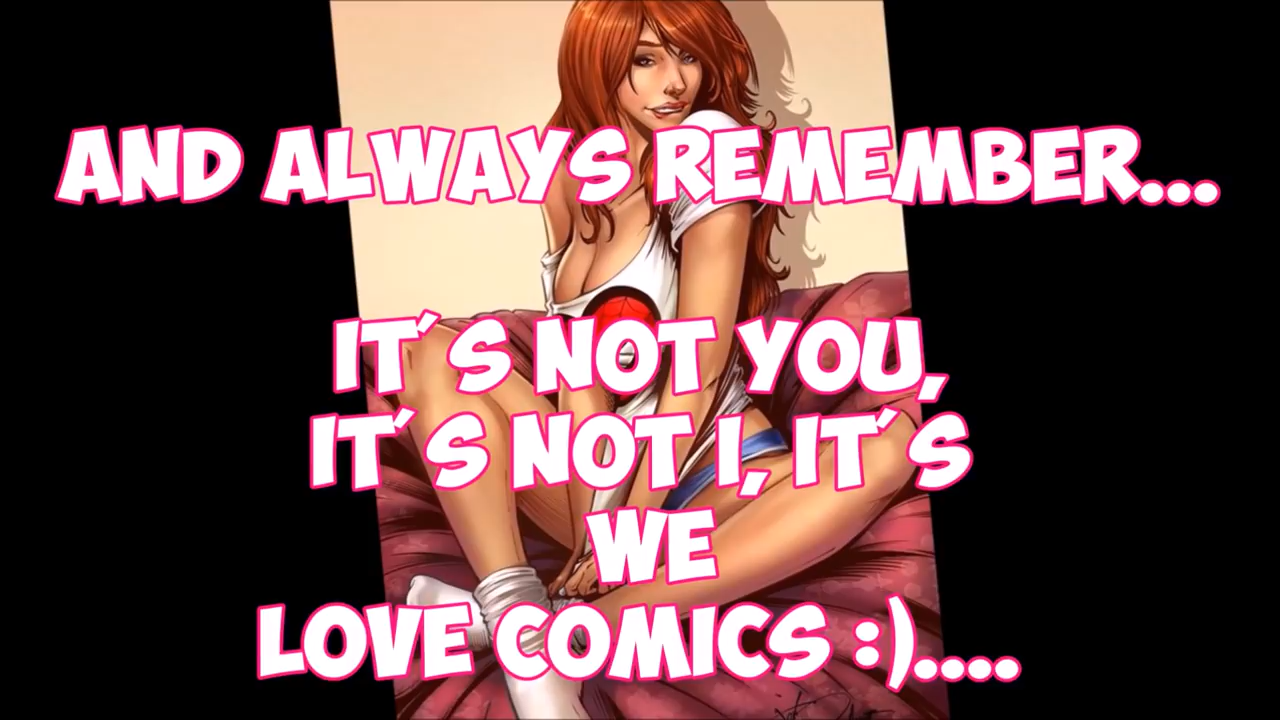 AND ALWAYS REMEMBER...
IT'S NOT YOU,
IT'S NOT I, IT'S
WE
LOVE COMICS :)....